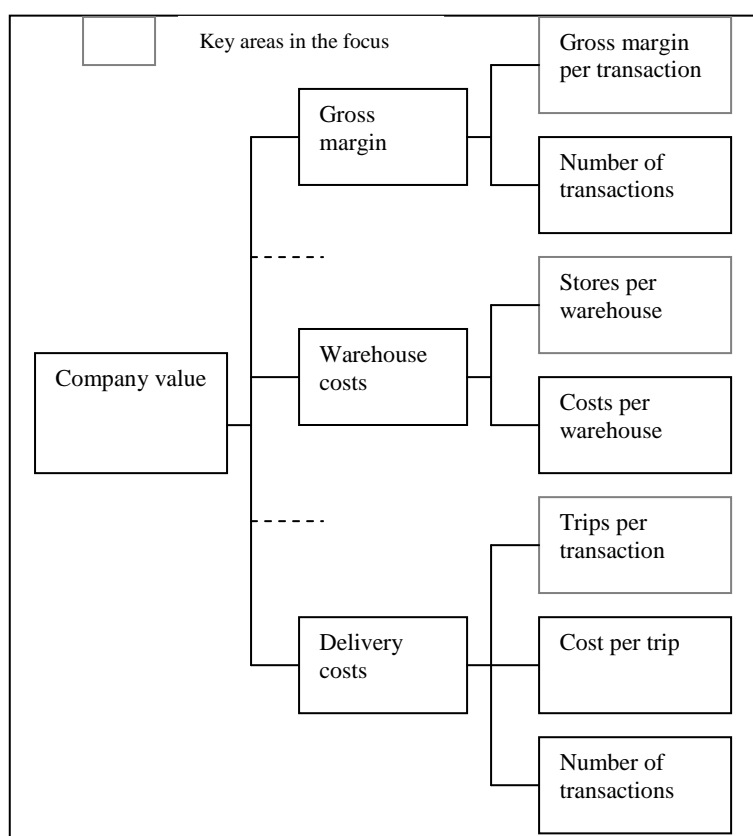 Key areas in the focus
Gross margin
per transaction
Gross
margin
Number of
transactions
Stores per
warehouse
Warehouse
costs
Company value
Costs per
warehouse
Trips per
transaction
Delivery
costs
Cost per trip
Number of
transactions